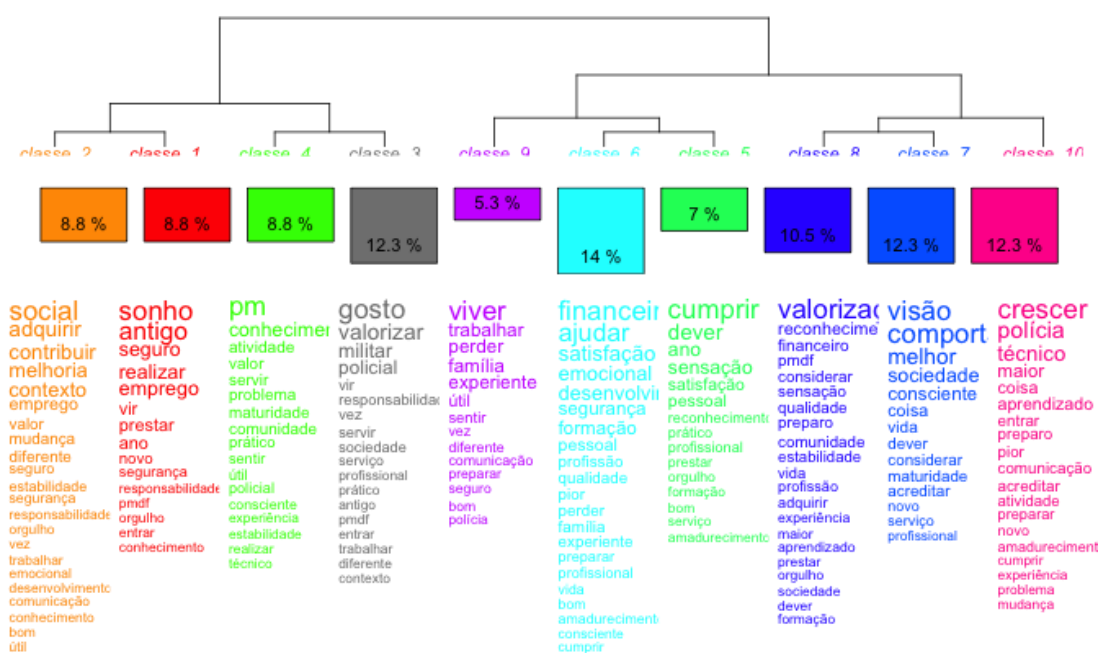 classe 2
classe 1
classe 4
classe 3
classe 9
classe 6
classe 5
classe 8
classe 7
classe 10
8.8 %
8.8 %
8.8 %
12.3 %
5.3 %
14 %
7 %
10.5 %
12.3 %
12.3 %
social
adquirir
contribuir
melhoria
contexto
emprego
valor
mudança
diferente
seguro
estabilidade
segurança
responsabilidade
orgulho
vez
trabalhar
emocional
desenvolvimento
comunicação
conhecimento
bom
útil
sonho
antigo
seguro
realizar
emprego
vir
prestar
ano
novo
segurança
responsabilidade
pmdf
orgulho
entrar
conhecimento
pm
conhecimen
atividade
valor
servir
problema
maturidade
comunidade
prático
sentir
útil
policial
consciente
experiência
estabilidade
realizar
técnico
gosto
valorizar
militar
policial
vir
responsabilidad
vez
servir
sociedade
serviço
profissional
prático
antigo
pmdf
entrar
trabalhar
diferente
contexto
viver
trabalhar
perder
família
experiente
útil
sentir
vez
diferente
comunicação
preparar
seguro
bom
polícia
financeir
ajudar
satisfação
emocional
desenvolvi
segurança
formação
pessoal
profissão
qualidade
pior
perder
família
experiente
preparar
profissional
vida
bom
amadurecimento
consciente
cumprir
cumprir
dever
ano
sensação
satisfação
pessoal
reconhecimento
prático
profissional
prestar
orgulho
formação
bom
serviço
amadurecimento
valorizaç
reconhecime
financeiro
pmdf
considerar
sensação
qualidade
preparo
comunidade
estabilidade
vida
profissão
adquirir
experiência
maior
aprendizado
prestar
orgulho
sociedade
dever
formação
visão
comport
melhor
sociedade
consciente
coisa
vida
dever
considerar
maturidade
acreditar
novo
serviço
profissional
crescer
polícia
técnico
maior
coisa
aprendizado
entrar
preparo
pior
comunicação
acreditar
atividade
preparar
novo
amadureciment
cumprir
experiência
problema
mudança